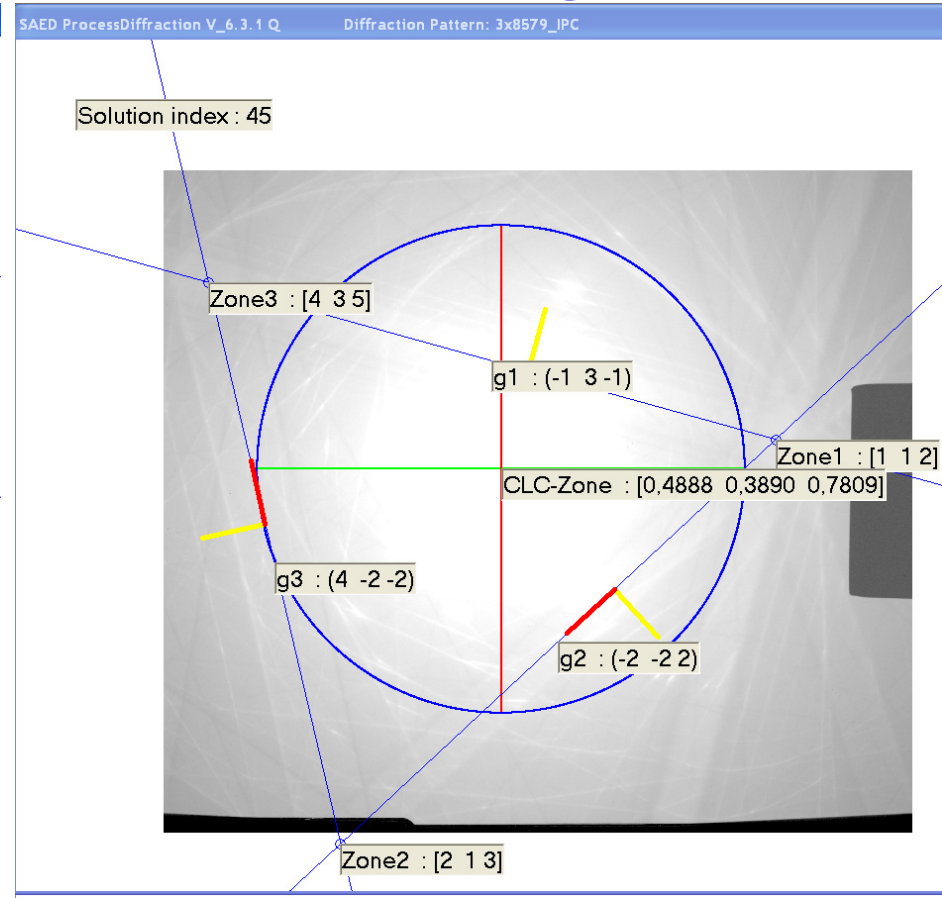 SAED ProcessDiffraction V_6.3.1 Q Diffraction Pattern: 3x8579_IPC
Solution index : 45
Zone3 : [4 3 5]
g1 : (-1 3 -1)
Zone1 : [1 1 2]
CLC-Zone : [0,4888 0,3890 0,7809]
g3 : (4 -2 -2)
g2 : (-2 -2 2)
Zone2 : [2 1 3]